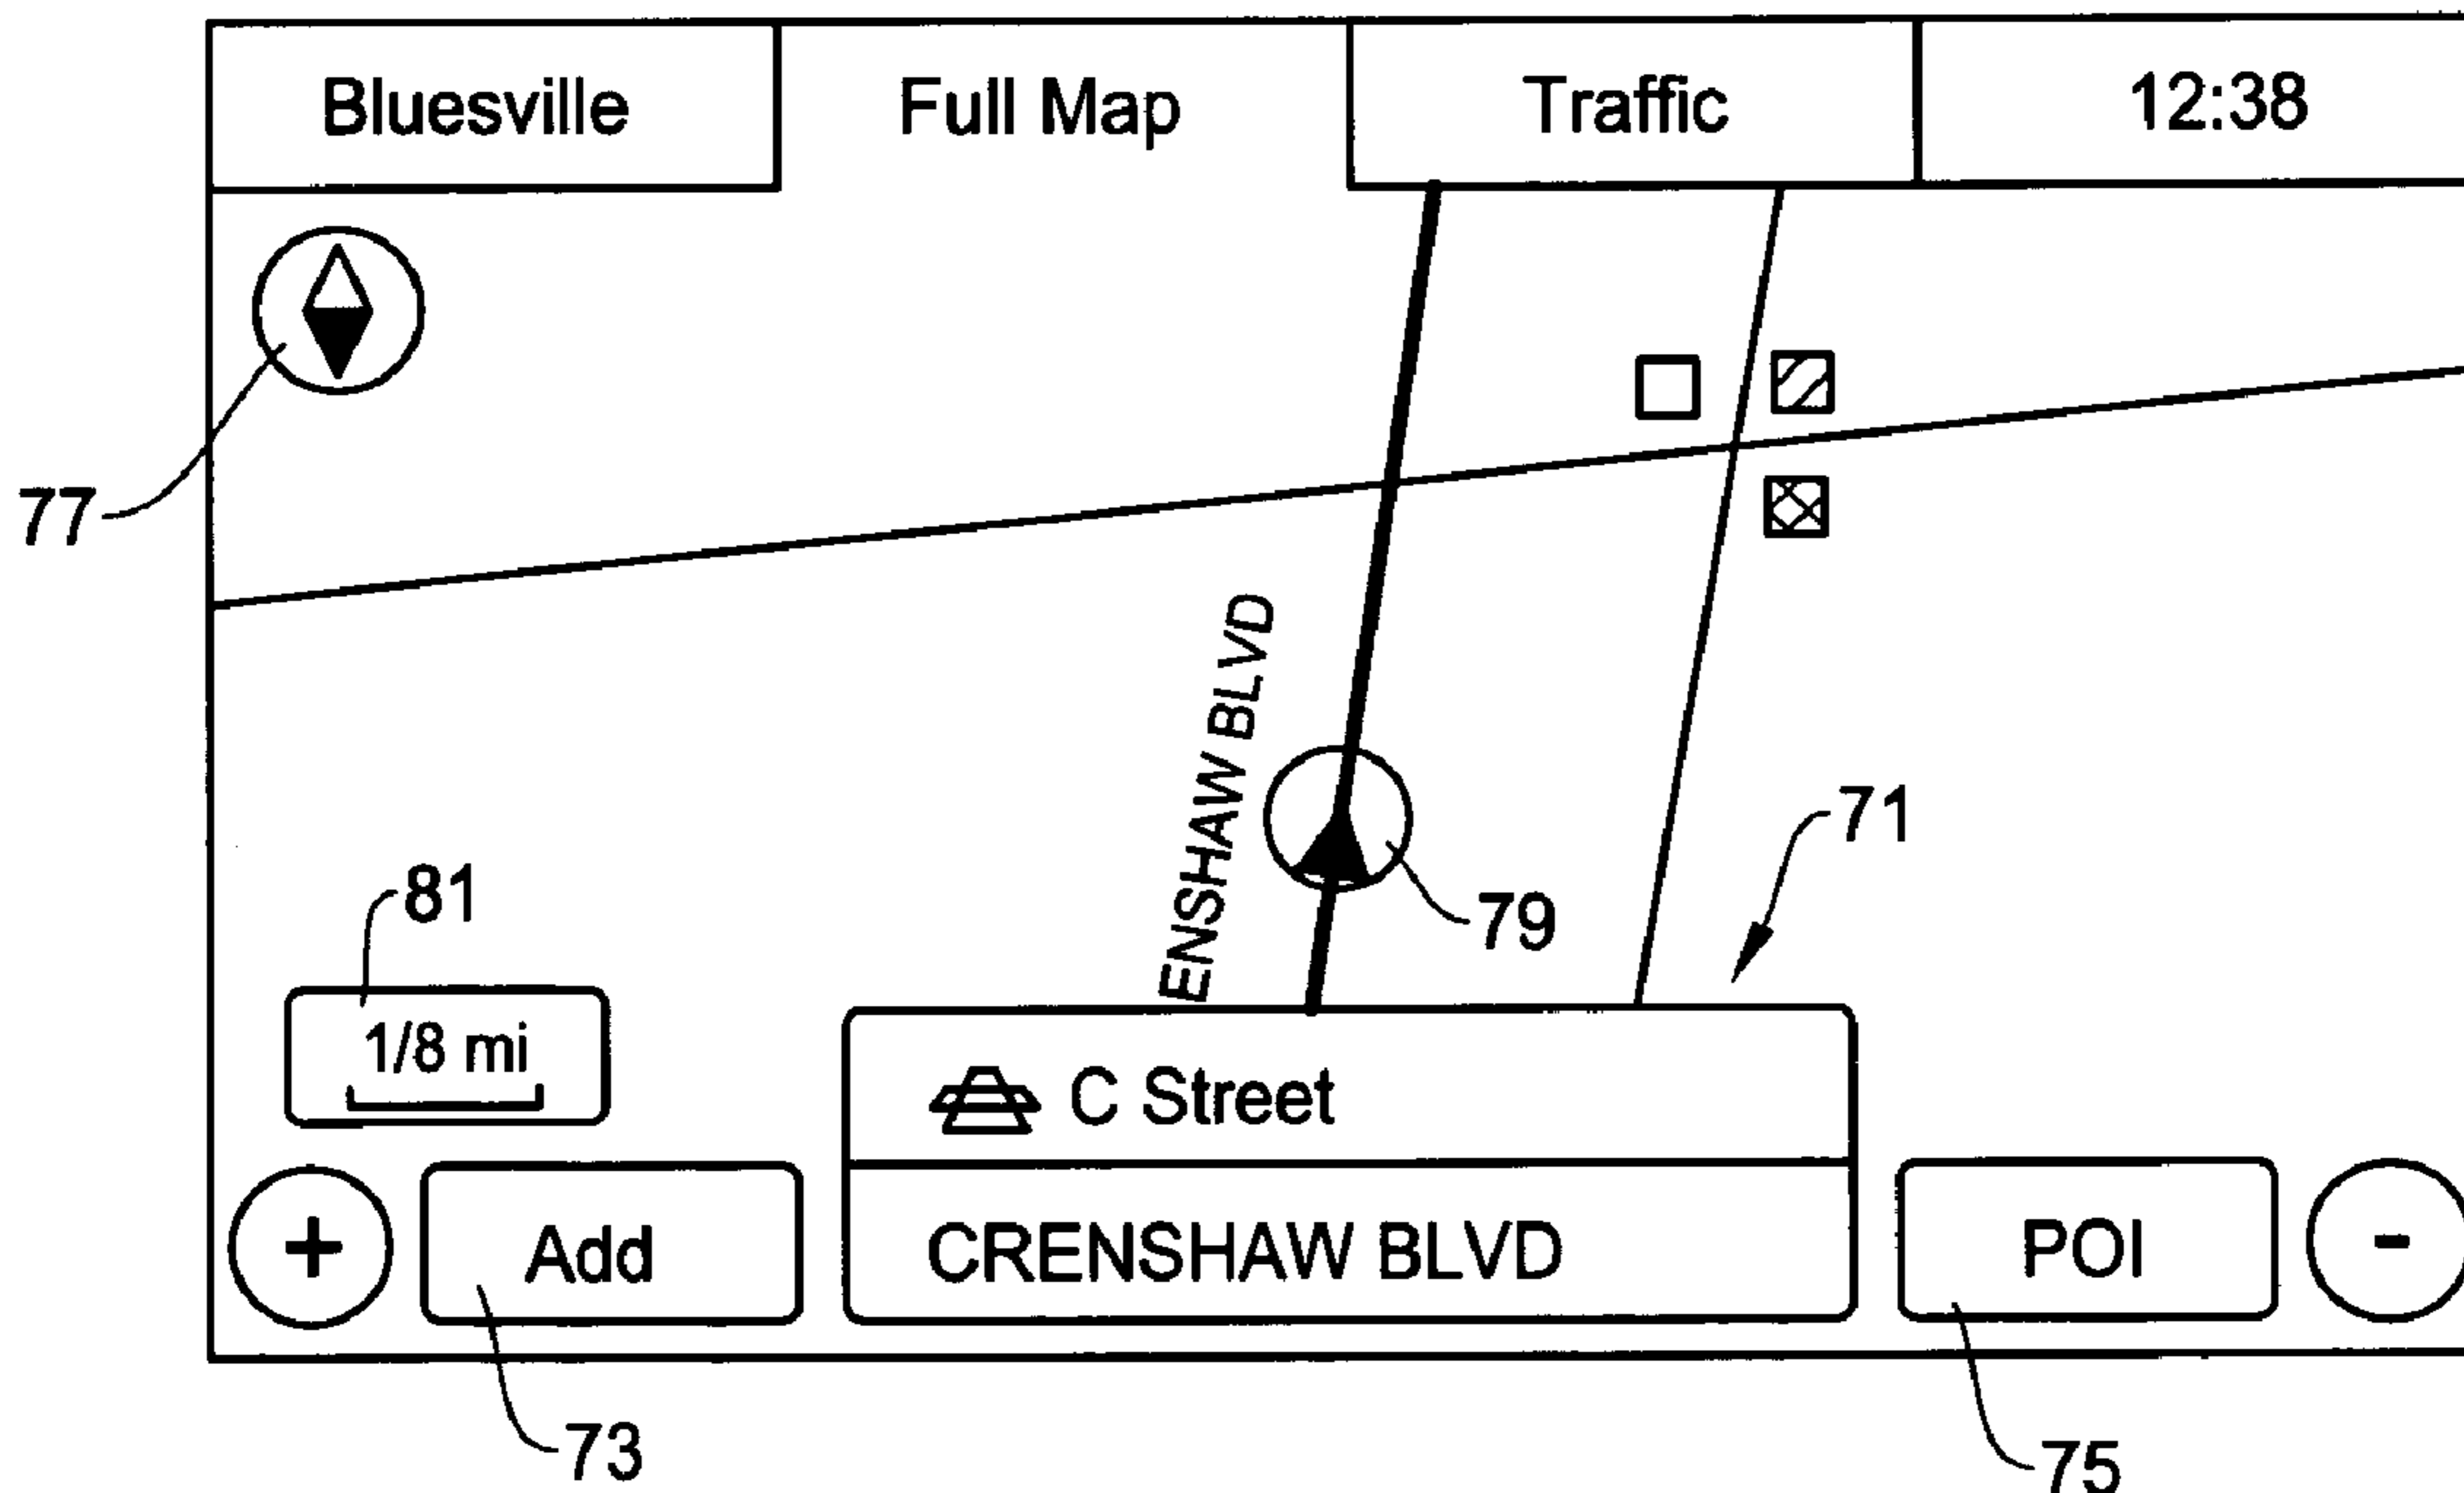 Bluesville
Full Map
Traffic
12:38
77
ENSHAW BLVD
71
81
79
1/8 mi
C Street
+
Add
CRENSHAW BLVD
POI
-
73
75